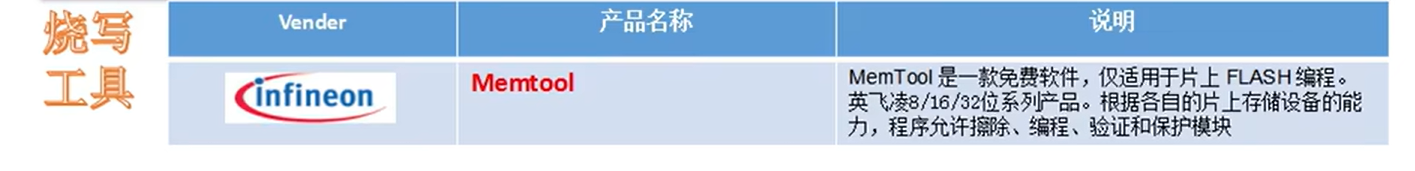 烧写
工具
Vender
产品名称
说明
infineon
Memtool
MemTool 是一款免费软件，仅适用于片上 FLASH 编程。
英飞凌8/16/32位系列产品。根据各自的片上存储设备的能
力，程序允许擦除、编程、验证和保护模块